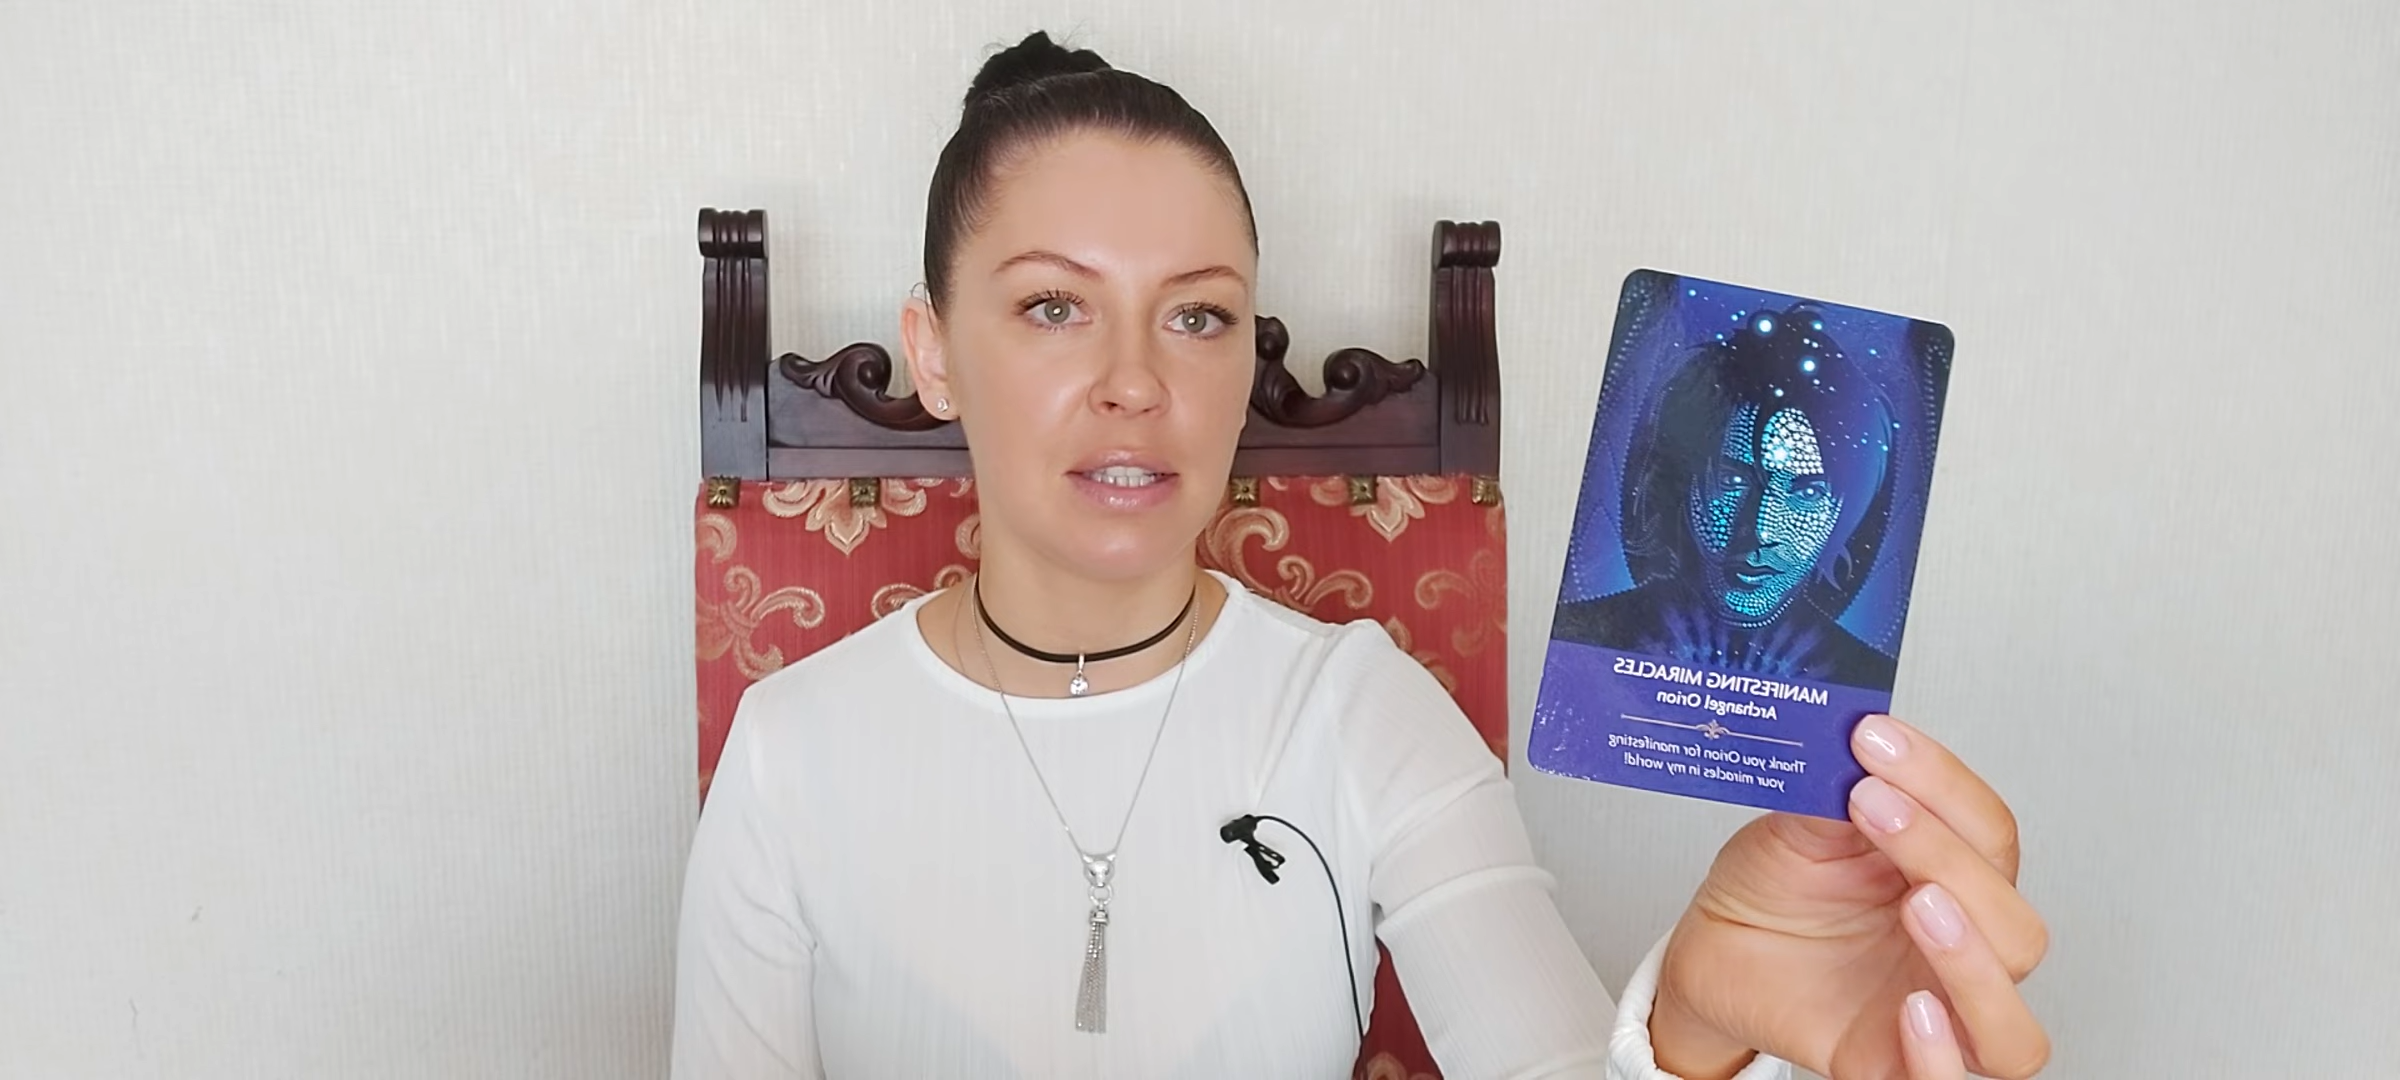 MANIFESTING MIRACLES
Archangel Orion
Thank you Orion for manifesting
your miracles in my world!